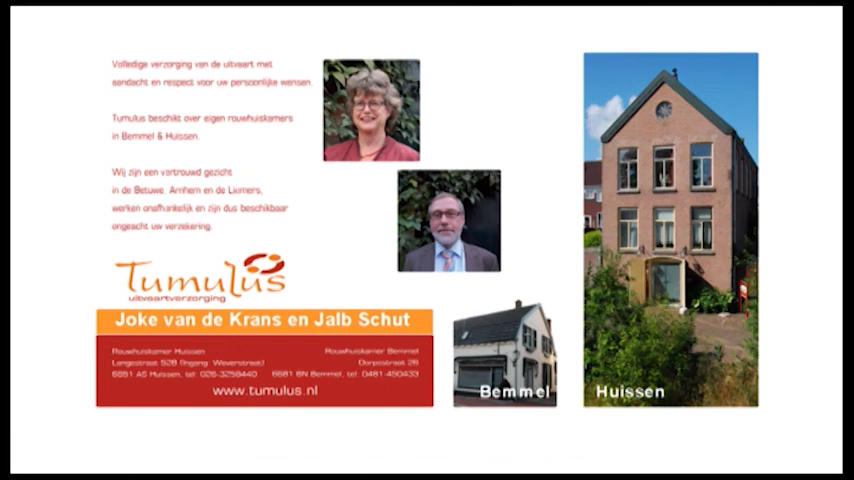 Volledige verzorging van de uitvaart met
aandacht en respect voor uw persoonlijke wensen.
Tumulus beschikt over eigen rouwhuiskamers
in Bemmel & Huissen.
Wij zijn een vertrouwd gezicht
in de Betuwe, Arnhem en de Liemers,
werken onafhankelijk en zijn dus beschikbaar
ongeacht uw verzekering.
Tumulus
uitvaartverzorging
Joke van de Krans en Jalb Schut
Rouwhuiskamer Huissen
Langestraat 52B (Ingang: Weverstraat)
6851 AS Huissen, tel: 026-3258440
Rouwhuiskamer Bemmel
Dorpsstraat 28
6681 BN Bemmel, tel: 0481-450433
www.tumulus.nl
Bemmel
Huissen